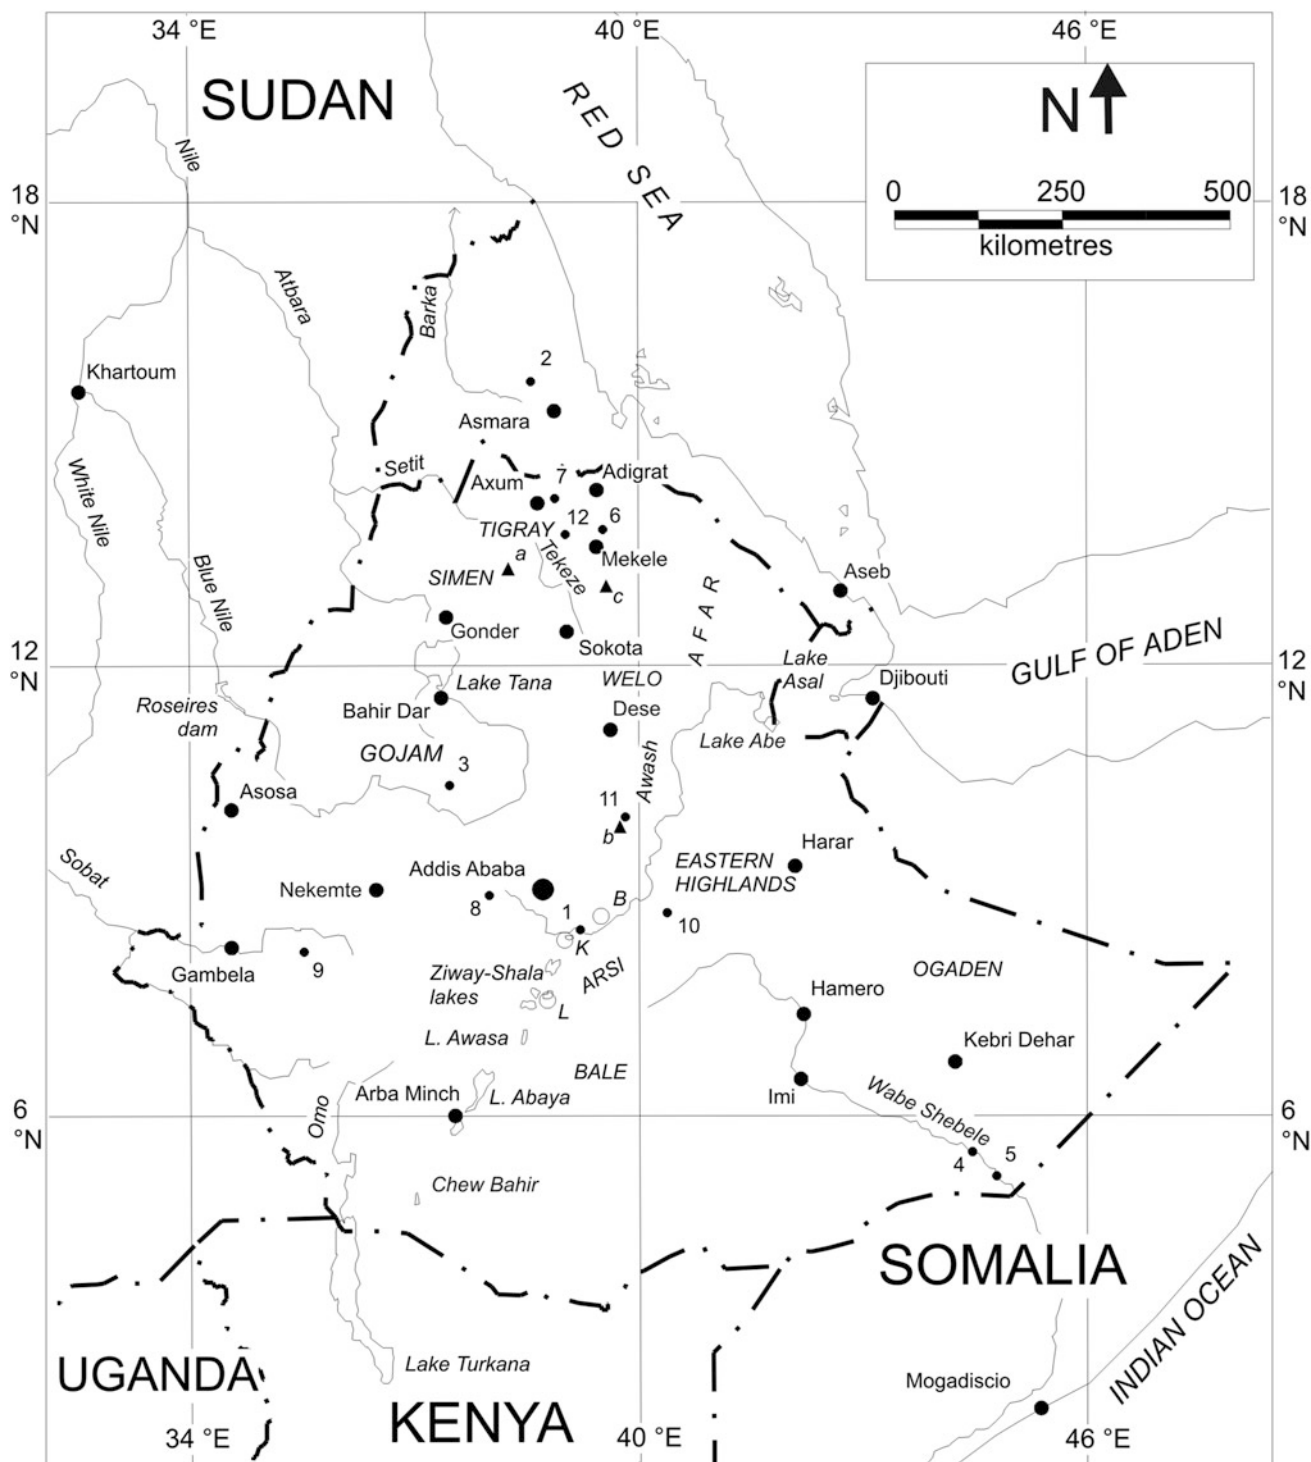 34 °E
40 °E
46 °E
SUDAN
RED SEA
N
0
250
500
kilometres
18
°N
18
°N
Nile
Atbara
Barka
Khartoum
2
Asmara
White Nile
Setit
Axum
7
Adigrat
Blue Nile
TIGRAY
12
6
Tekeze
Mekele
a
SIMEN
c
AFAR
Aseb
Gonder
Sokota
12
°N
12
°N
GULF OF ADEN
Lake Tana
WELO
Lake
Asal
Djibouti
Roseires
dam
Bahir Dar
Dese
Lake Abe
GOJAM
3
Awash
Asosa
11
b
Harar
Sobat
Addis Ababa
EASTERN
HIGHLANDS
Nekemte
8
1
B
10
K
Gambela
9
Ziway-Shala
lakes
ARSI
OGADEN
L
Hamero
L. Awasa
Kebri Dehar
BALE
Arba Minch
L. Abaya
Imi
Wabe Shebele
6
°N
6
°N
Omo
4
5
Chew Bahir
SOMALIA
INDIAN OCEAN
UGANDA
Lake Turkana
Mogadiscio
KENYA
34 °E
40 °E
46 °E